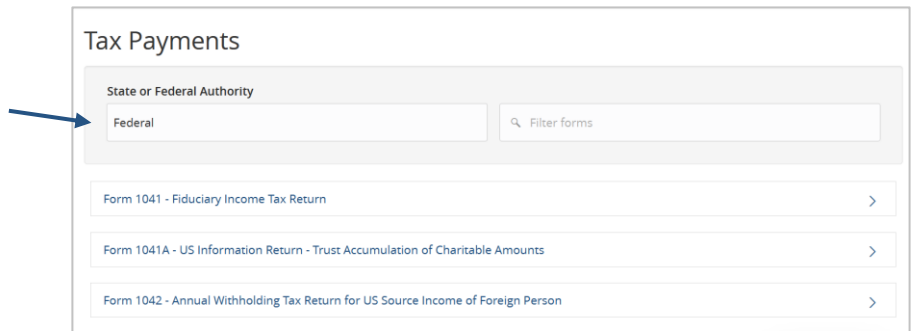 Tax Payments
State or Federal Authority
Federal
Filter forms
Form 1041 - Fiduciary Income Tax Return
Form 1041A - US Information Return - Trust Accumulation of Charitable Amounts
Form 1042 - Annual Withholding Tax Return for US Source Income of Foreign Person